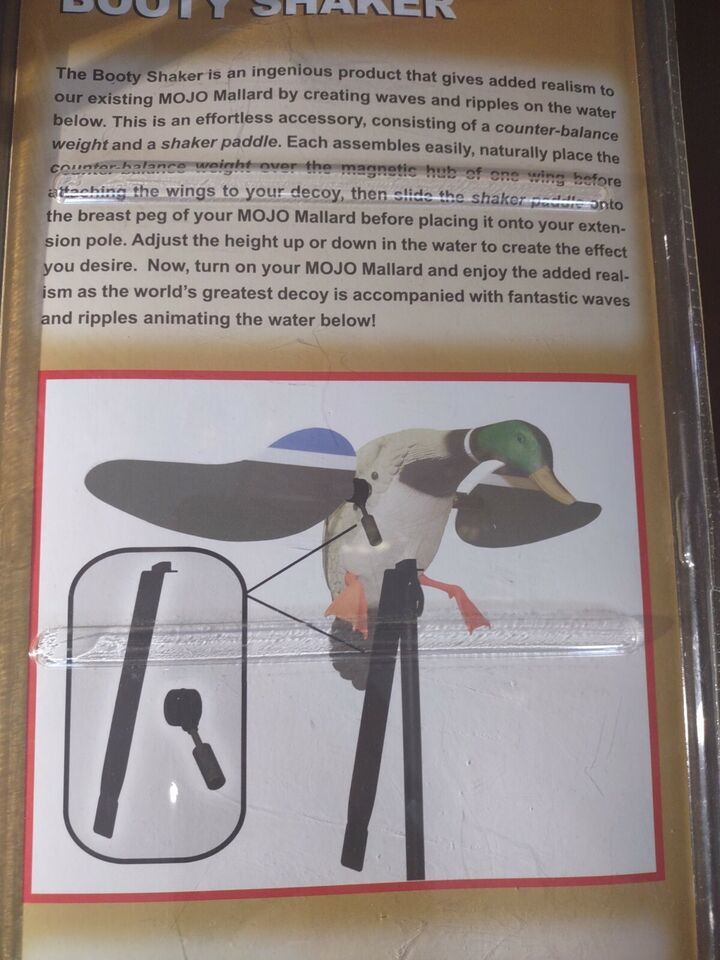 BOOTY SHAKER
The Booty Shaker is an ingenious product that gives added realism to
our existing MOJO Mallard by creating waves and ripples on the water
below. This is an effortless accessory, consisting of a counter-balance
weight and a shaker paddle. Each assembles easily, naturally place the
counter-balance weight over the magnetic hub of one wing before
attaching the wings to your decoy, then slide the shaker paddle onto
the breast peg of your MOJO Mallard before placing it onto your exten-
sion pole. Adjust the height up or down in the water to create the effect
you desire. Now, turn on your MOJO Mallard and enjoy the added real-
ism as the world's greatest decoy is accompanied with fantastic waves
and ripples animating the water below!